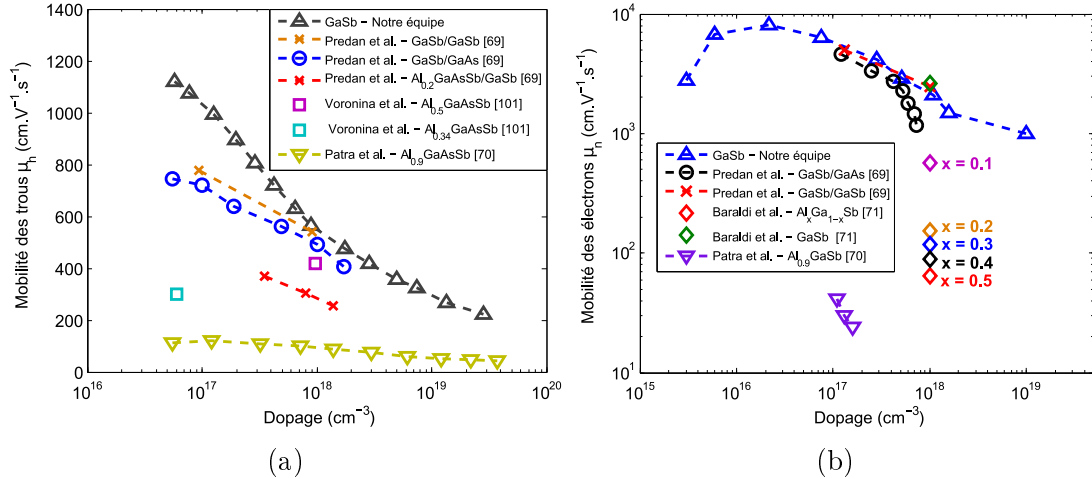 1400
1200
1000
800
600
400
200
0
Mobilité des trous μh (cm.V−1.s−1)
GaSb − Notre équipe
Predan et al. − GaSb/GaSb [69]
Predan et al. − GaSb/GaAs [69]
Predan et al. − Al0.2GaAsSb/GaSb [69]
Voronina et al. − Al0.5GaAsSb [101]
Voronina et al. − Al0.34GaAsSb [101]
Patra et al. − Al0.9GaAsSb [70]
10^16 10^17 10^18 10^19 10^20
Dopage (cm−3)
(a)
10^4
10^3
10^2
10^1
Mobilité des électrons μn (cm.V−1.s−1)
GaSb − Notre équipe
Predan et al. − GaSb/GaAs [69]
Predan et al. − GaSb/GaSb [69]
Baraldi et al. − AlxGa1−xSb [71]
Baraldi et al. − GaSb [71]
Patra et al. − Al0.9GaSb [70]
x = 0.1
x = 0.2
x = 0.3
x = 0.4
x = 0.5
10^15 10^16 10^17 10^18 10^19
Dopage (cm−3)
(b)